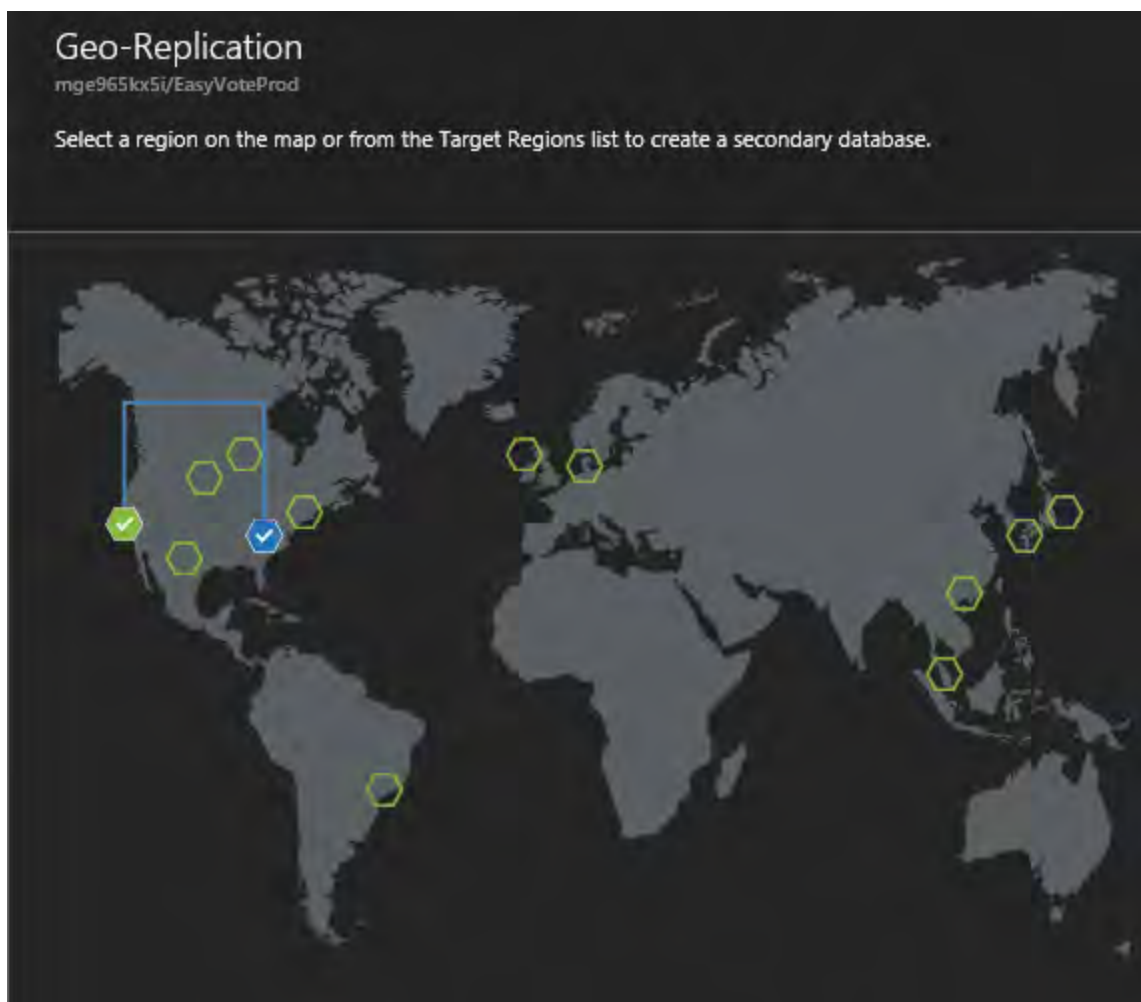 Geo-Replication
mge965kx5i/EasyVoteProd
Select a region on the map or from the Target Regions list to create a secondary database.